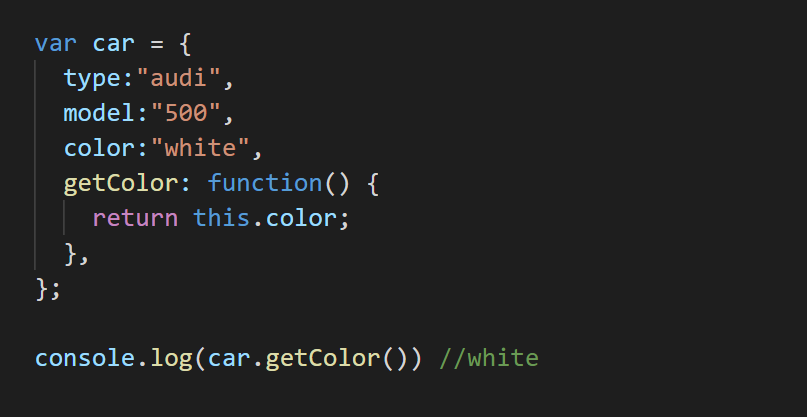 var car = {
  type:"audi",
  model:"500",
  color:"white",
  getColor: function() {
    return this.color;
  },
};
console.log(car.getColor()) //white